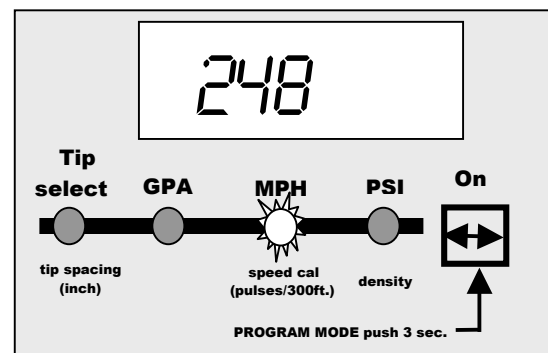 248
Tip select
GPA
MPH
PSI
On
tip spacing (inch)
speed cal (pulses/300ft.)
density
PROGRAM MODE push 3 sec.